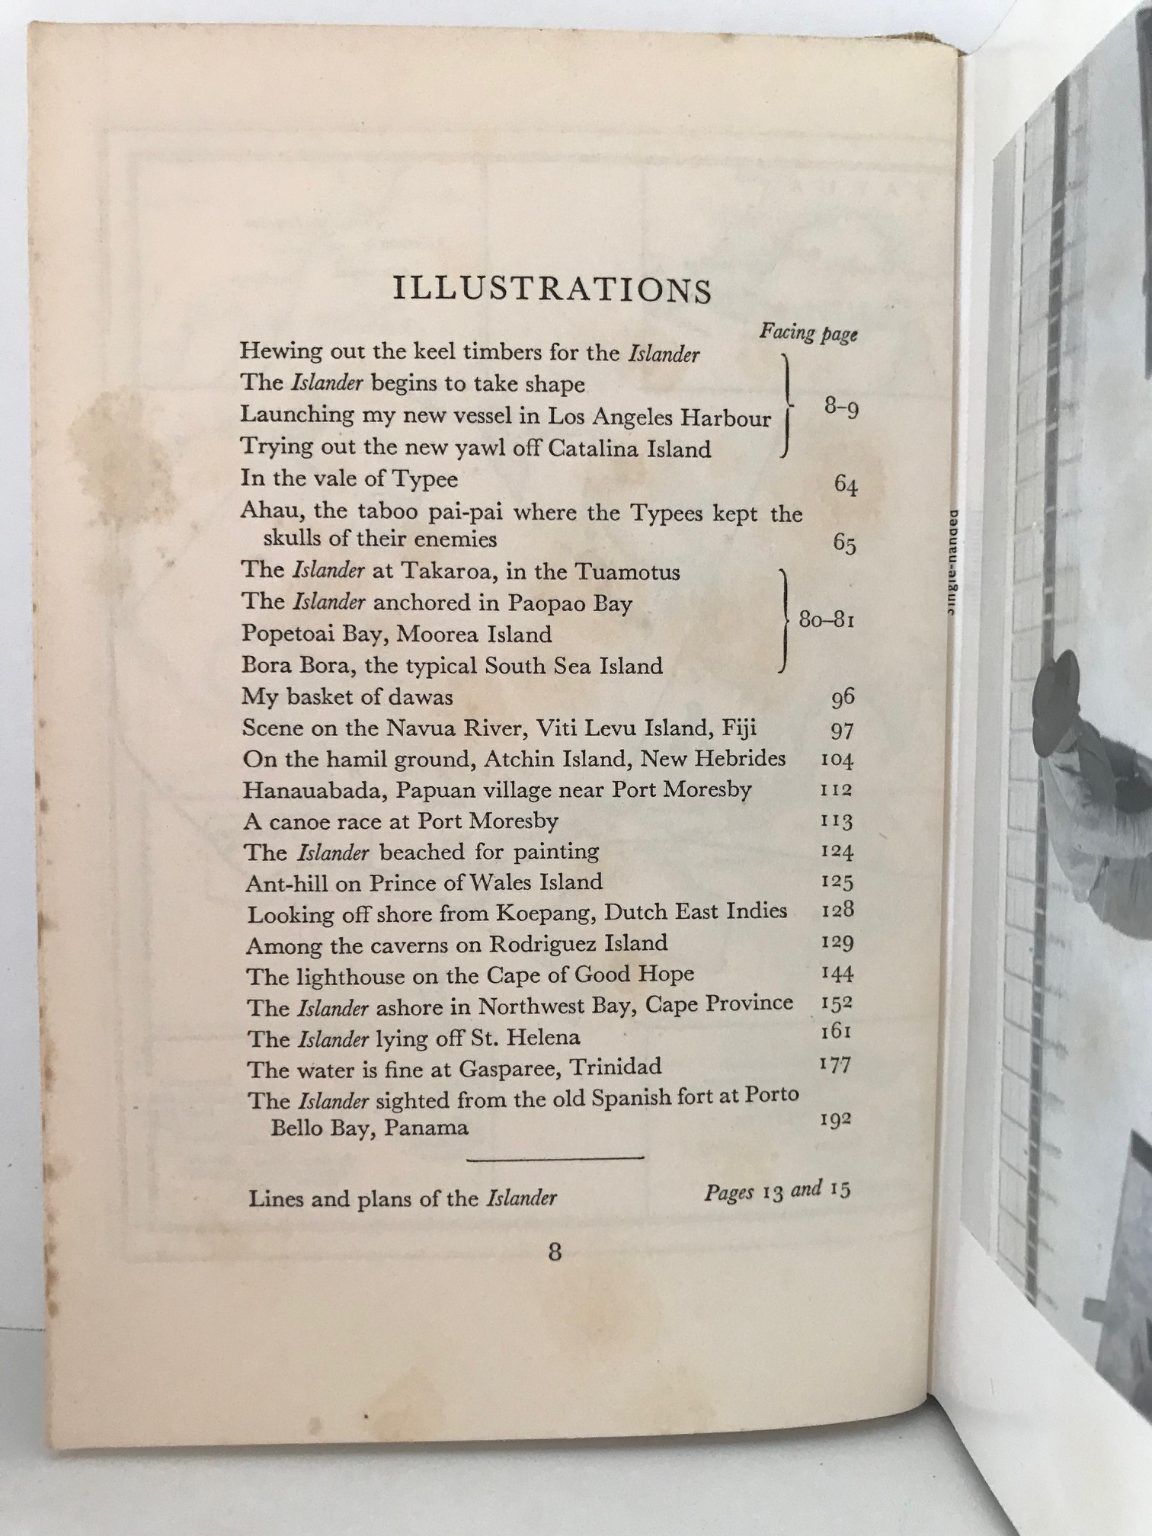 ILLUSTRATIONS
Facing page
Hewing out the keel timbers for the Islander
The Islander begins to take shape
Launching my new vessel in Los Angeles Harbour
8–9
Trying out the new yawl off Catalina Island
In the vale of Typee 64
Ahau, the taboo pai-pai where the Typees kept the
skulls of their enemies 65
The Islander at Takaroa, in the Tuamotus
The Islander anchored in Paopao Bay
80–81
Popetoai Bay, Moorea Island
Bora Bora, the typical South Sea Island
My basket of dawas 96
Scene on the Navua River, Viti Levu Island, Fiji 97
On the hamil ground, Atchin Island, New Hebrides 104
Hanauabada, Papuan village near Port Moresby 112
A canoe race at Port Moresby 113
The Islander beached for painting 124
Ant-hill on Prince of Wales Island 125
Looking off shore from Koepang, Dutch East Indies 128
Among the caverns on Rodriguez Island 129
The lighthouse on the Cape of Good Hope 144
The Islander ashore in Northwest Bay, Cape Province 152
The Islander lying off St. Helena 161
The water is fine at Gasparee, Trinidad 177
The Islander sighted from the old Spanish fort at Porto
Bello Bay, Panama 192
Lines and plans of the Islander Pages 13 and 15
8